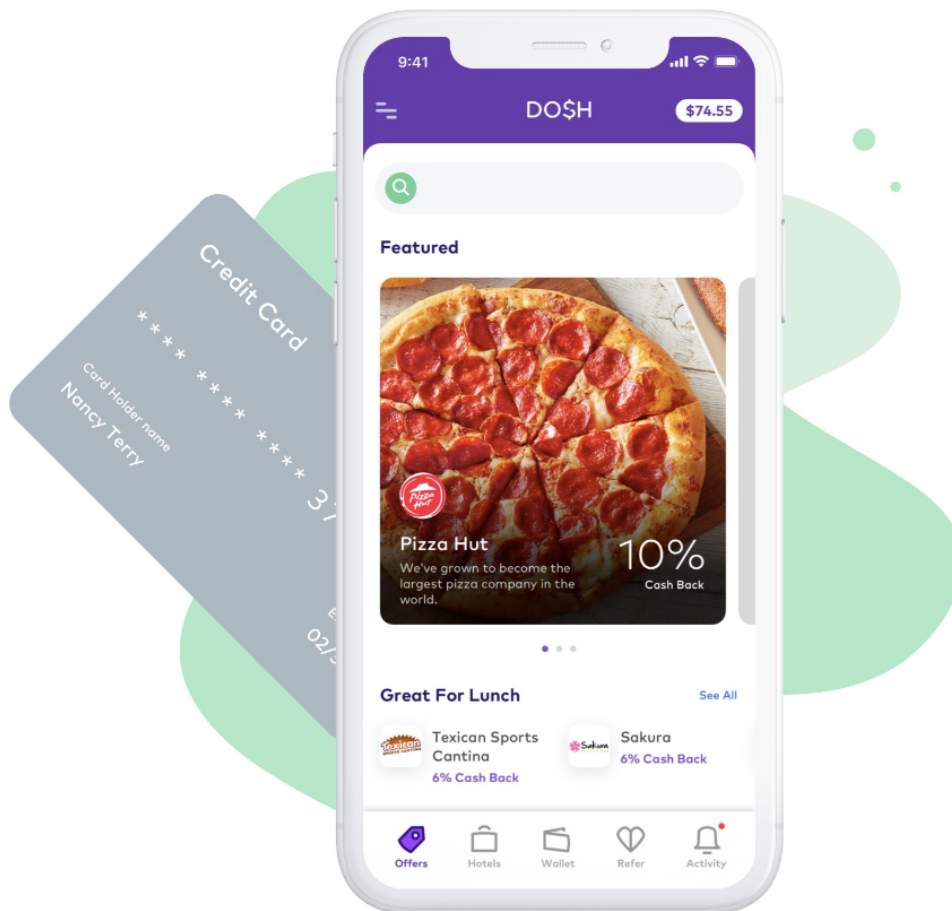 9:41
DO$H
$74.55
Featured
Pizza
Hut
Pizza Hut
We've grown to become the
largest pizza company in the
world.
10%
Cash Back
Great For Lunch
See All
Texican
Texican Sports
Cantina
6% Cash Back
Sakura
Sakura
6% Cash Back
Offers
Hotels
Wallet
Refer
Activity
Credit Card
**** **** **** 37
Card Holder name
Nancy Terry
02/